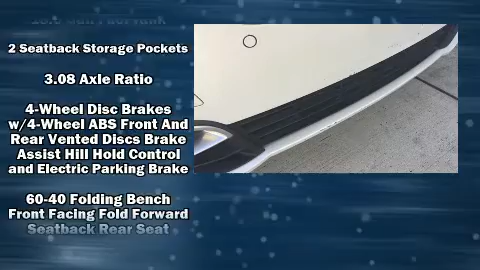 2 Seatback Storage Pockets
3.08 Axle Ratio
4-Wheel Disc Brakes
w/4-Wheel ABS Front And
Rear Vented Discs Brake
Assist Hill Hold Control
and Electric Parking Brake
60-40 Folding Bench
Front Facing Fold Forward
Seatback Rear Seat